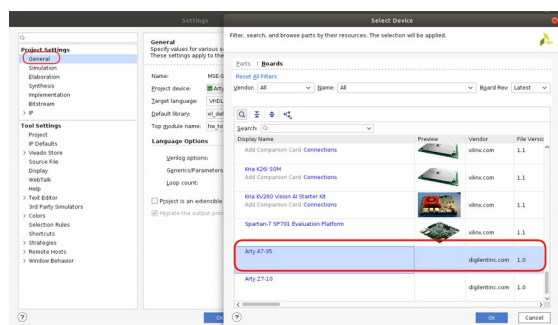 Settings
Project Settings
General
Simulation
Elaboration
Synthesis
Implementation
Bitstream
> IP
Tool Settings
Project
IP Defaults
> Vivado Store
Source File
Display
WebTalk
Help
> Text Editor
3rd Party Simulators
> Colors
Selection Rules
Shortcuts
> Strategies
> Remote Hosts
> Window Behavior
General
Specify values for various s
These settings apply to the
Name: MSE-S
Project device: Arty
Target language: VHDL
Default library: xil_def
Top module name: hw_to
Language Options
Verilog options:
Generics/Parameters
Loop count:
Project is an extensible
Migrate the output prod
OK
Select Device
Filter, search, and browse parts by their resources. The selection will be applied.
Parts | Boards
Reset All Filters
Vendor: All Name: All Board Rev: Latest
Search:
Display Name Preview Vendor File Versic
Add Companion Card Connections xilinx.com 1.1
Kria K26I SOM
Add Companion Card Connections xilinx.com 1.1
Kria KV260 Vision AI Starter Kit
Add Companion Card Connections xilinx.com 1.1
Spartan-7 SP701 Evaluation Platform xilinx.com 1.1
Arty A7-35 digilentinc.com 1.0
Arty Z7-10 digilentinc.com 1.0
OK Cancel